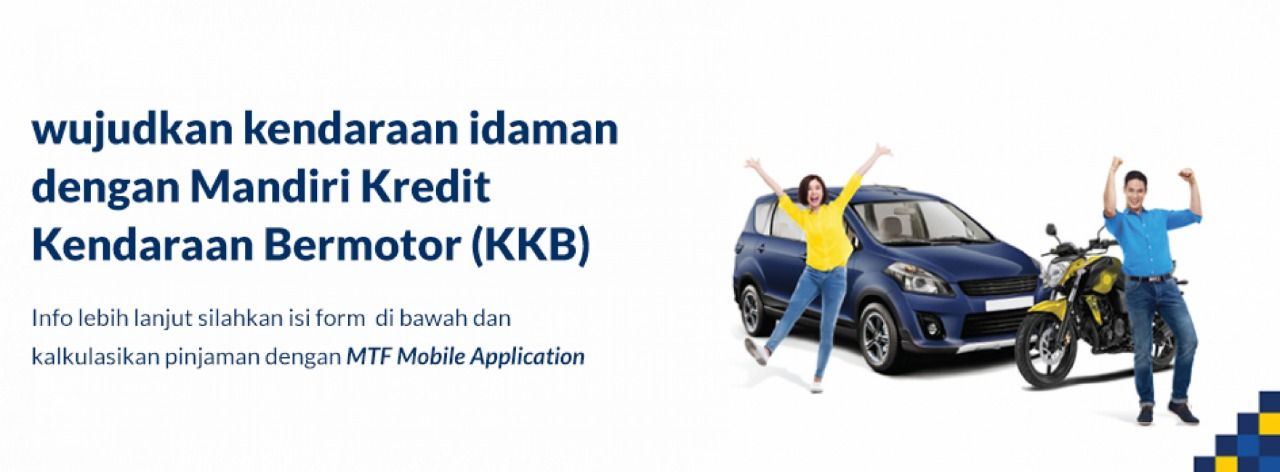 wujudkan kendaraan idaman
dengan Mandiri Kredit
Kendaraan Bermotor (KKB)
Info lebih lanjut silahkan isi form di bawah dan
kalkulasikan pinjaman dengan MTF Mobile Application